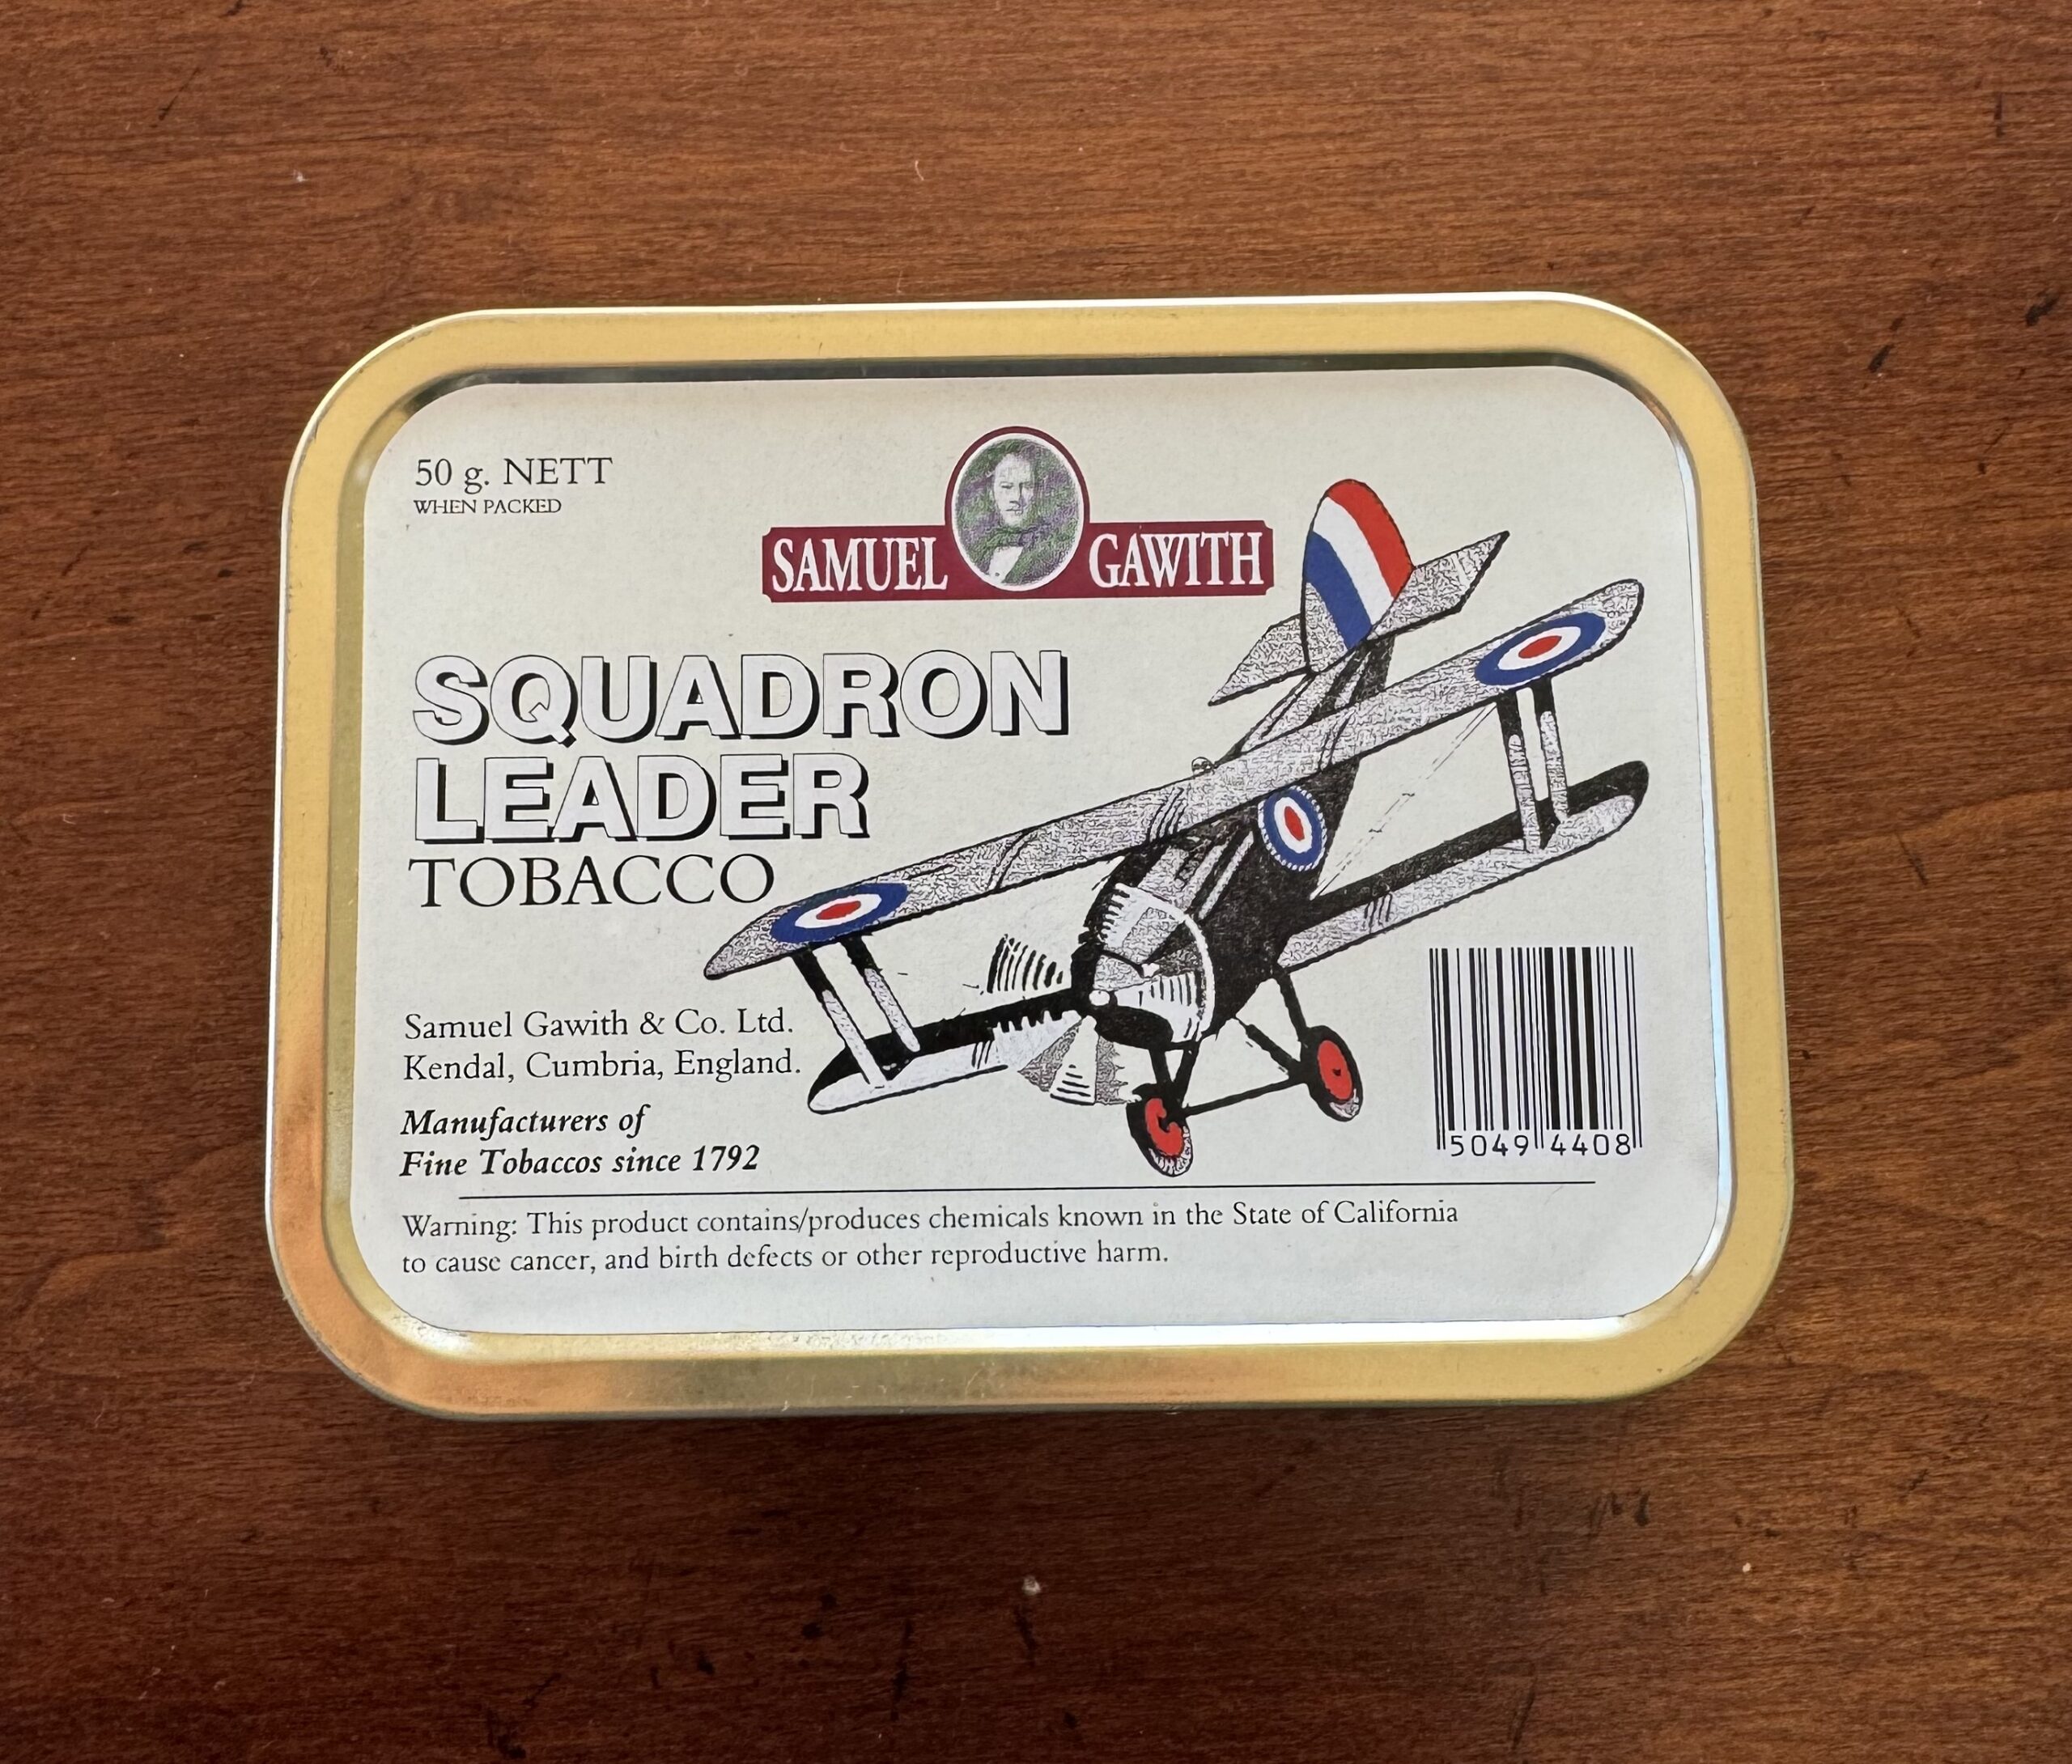 50 g. NETT
WHEN PACKED
SAMUEL GAWITH
SQUADRON
LEADER
TOBACCO
Samuel Gawith & Co. Ltd.
Kendal, Cumbria, England.
Manufacturers of
Fine Tobaccos since 1792
5049 4408
Warning: This product contains/produces chemicals known in the State of California
to cause cancer, and birth defects or other reproductive harm.